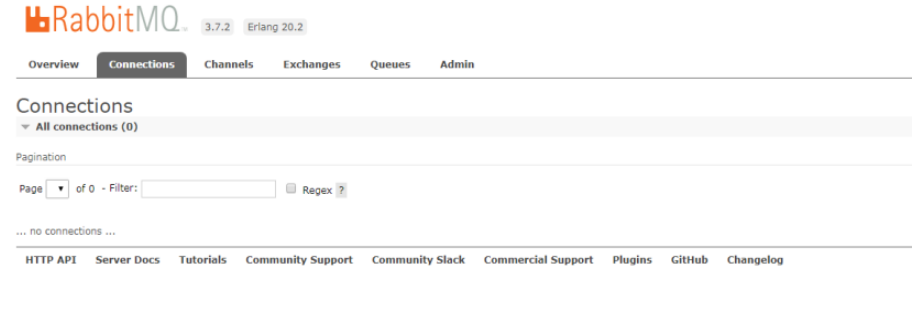 RabbitMQ™ 3.7.2 Erlang 20.2
Overview Connections Channels Exchanges Queues Admin
Connections
All connections (0)
Pagination
Page of 0 - Filter: Regex ?
... no connections ...
HTTP API Server Docs Tutorials Community Support Community Slack Commercial Support Plugins GitHub Changelog